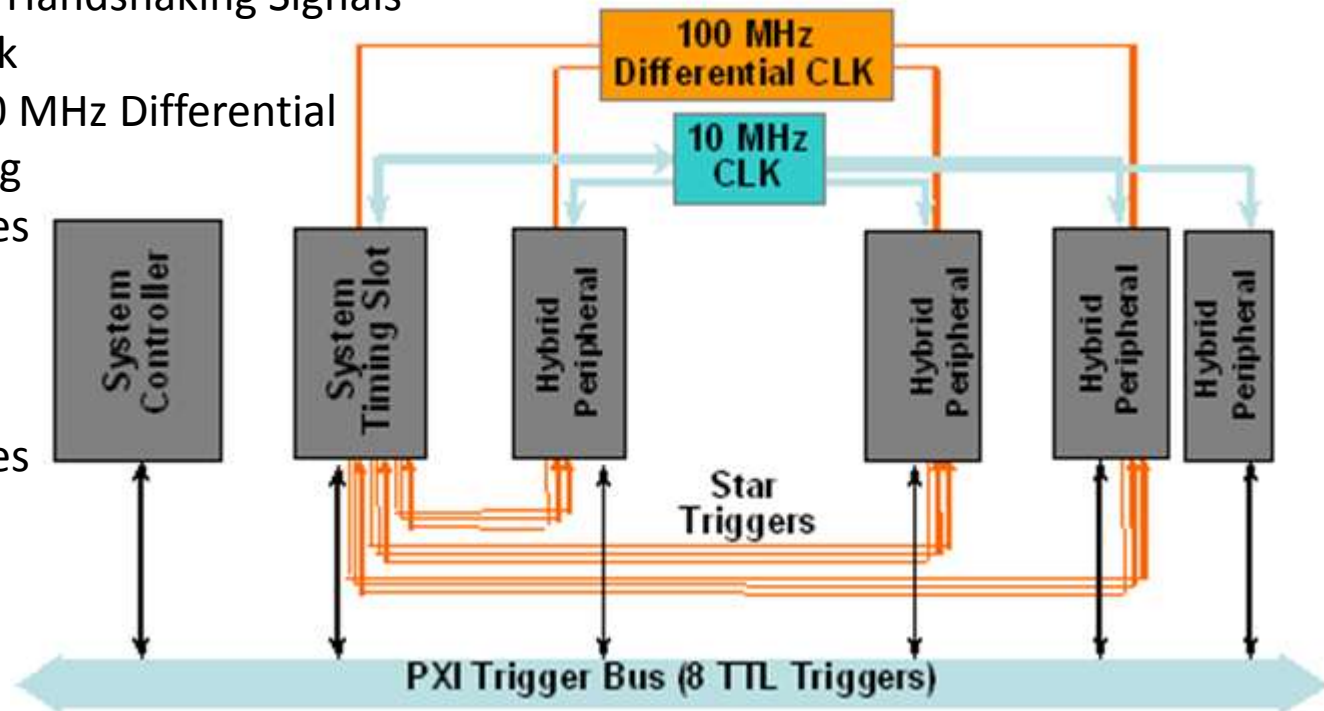 Handshaking Signals
k
0 MHz Differential
g
es
es
100 MHz
Differential CLK
10 MHz
CLK
System
Controller
System
Timing Slot
Hybrid
Peripheral
Hybrid
Peripheral
Hybrid
Peripheral
Hybrid
Peripheral
Star
Triggers
PXI Trigger Bus (8 TTL Triggers)